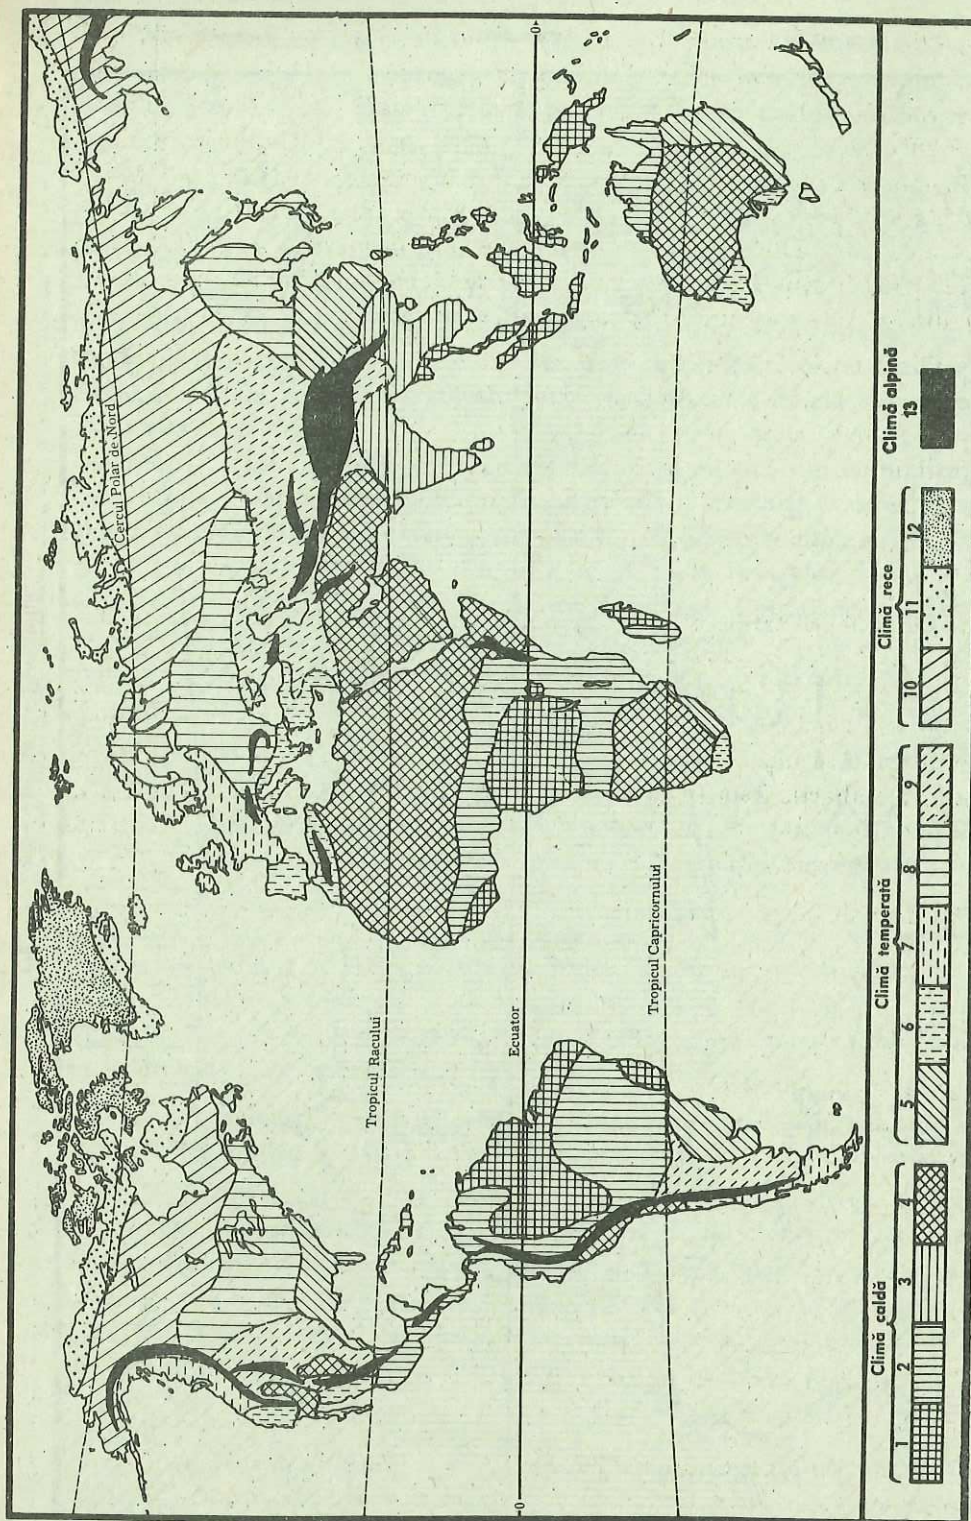 Cercul Polar de Nord
Tropicul Racului
Ecuator
Tropicul Capricornului
0
0
Climă caldă
1 2 3 4
Climă temperată
5 6 7 8 9
Climă rece
10 11 12
Climă alpină
13